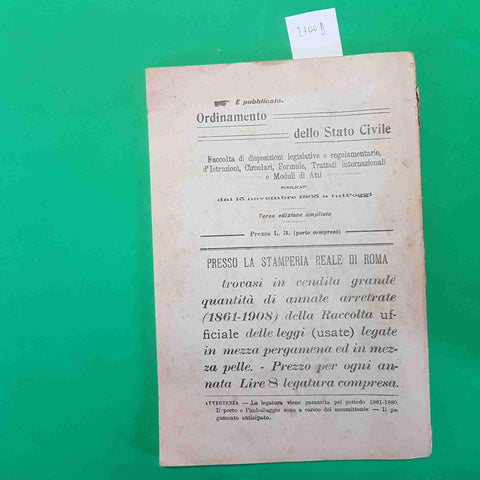 2700 B
È pubblicato.
Ordinamento
dello Stato Civile
Raccolta di disposizioni legislative e regolamentarie,
d'Istruzioni, Circolari, Formule, Trattati internazionali
e Moduli di Atti
PUBBLICATI
dal 15 novembre 1865 a tutt'oggi
Terza edizione ampliata
Prezzo L. 3. (porto compreso)
PRESSO LA STAMPERIA REALE DI ROMA
trovasi in vendita grande
quantità di annate arretrate
(1861-1908) della Raccolta uf-
ficiale delle leggi (usate) legate
in mezza pergamena ed in mez-
za pelle. - Prezzo per ogni an-
nata Lire 8 legatura compresa.
AVVERTENZA — La legatura viene garantita pel periodo 1861-1880.
Il porto e l'imballaggio sono a carico del committente — Il pa
gamento anticipato.